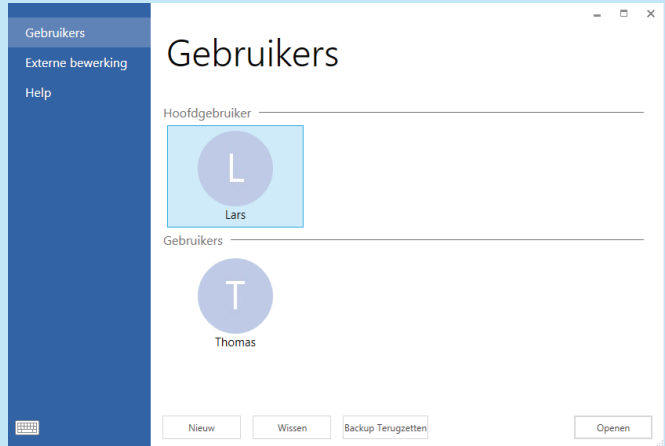 Gebruikers
Externe bewerking
Help
Gebruikers
Hoofdgebruiker
L
Lars
Gebruikers
T
Thomas
Nieuw
Wissen
Backup Terugzetten
Openen